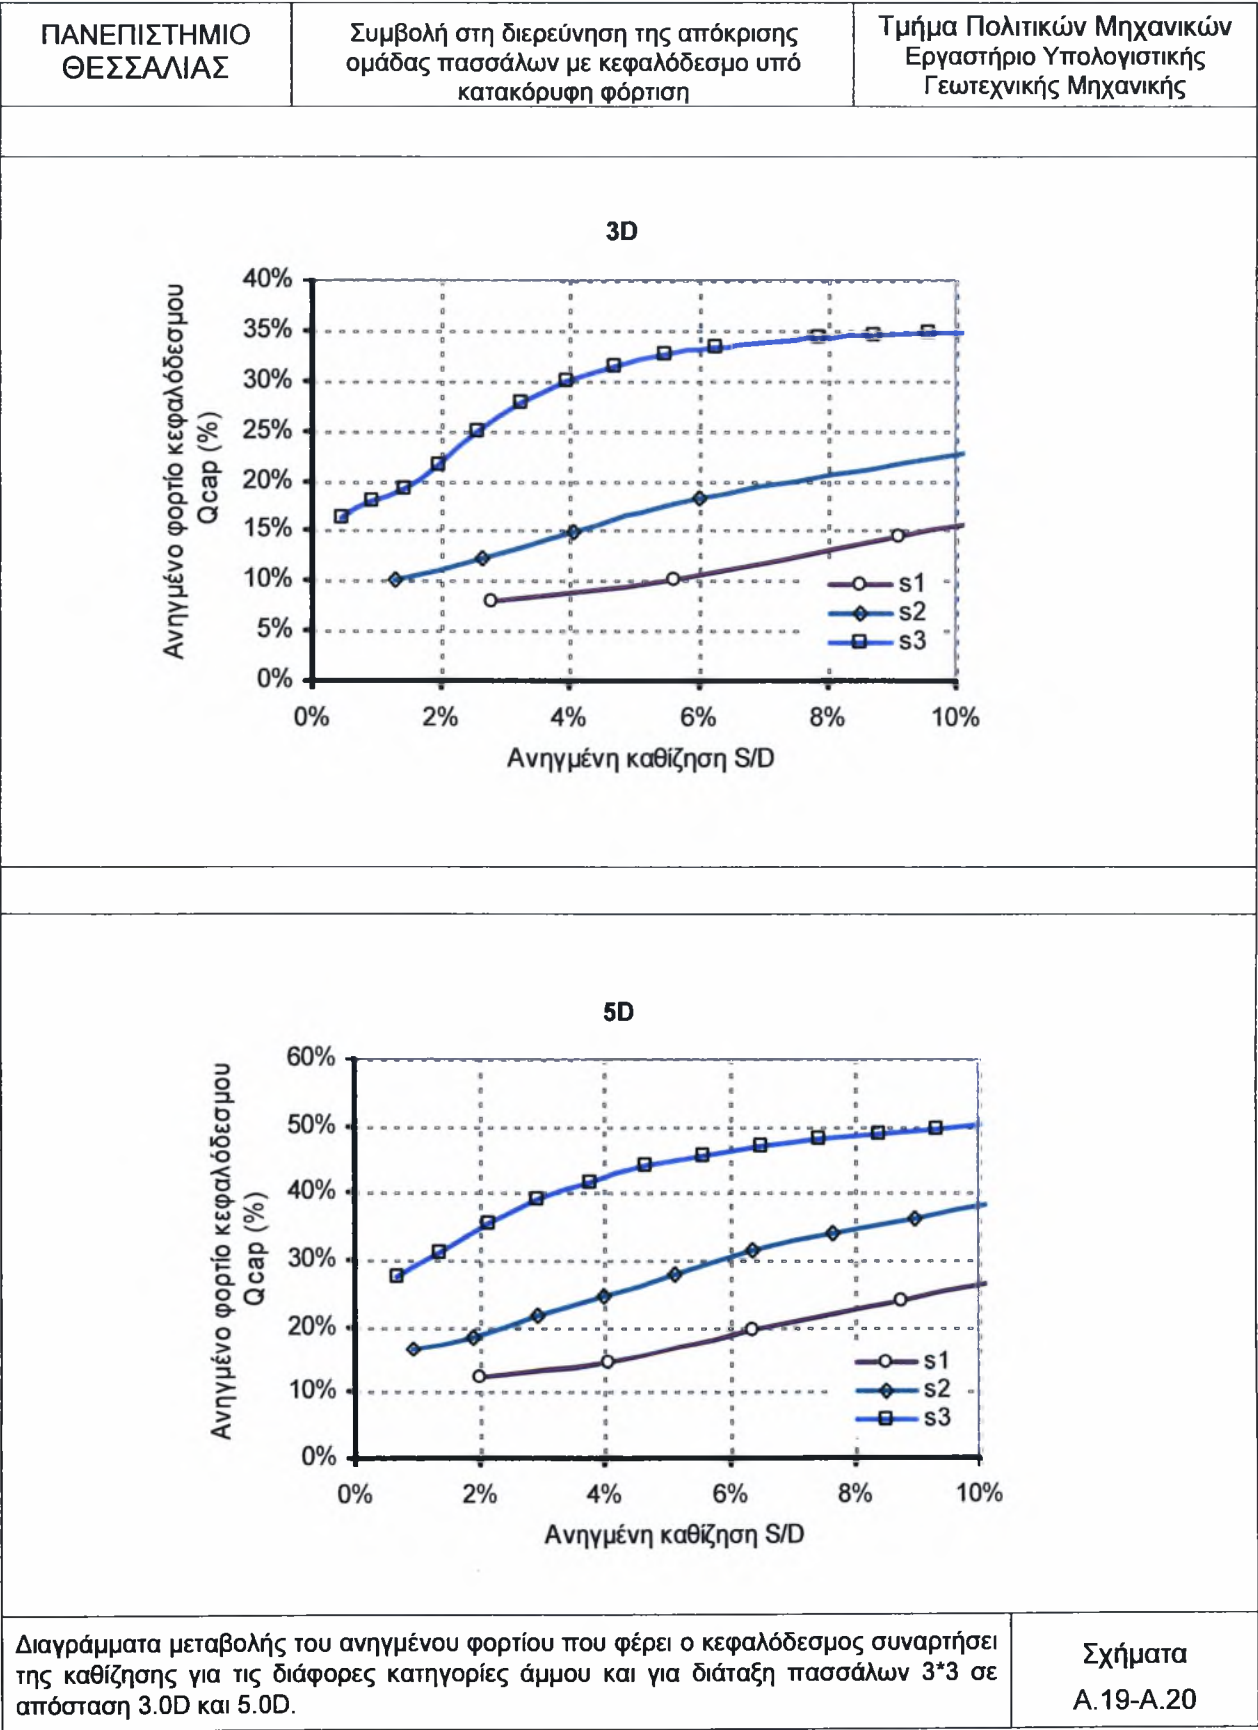 ΠΑΝΕΠΙΣΤΗΜΙΟ
ΘΕΣΣΑΛΙΑΣ
Συμβολή στη διερεύνηση της απόκρισης
ομάδας πασσάλων με κεφαλόδεσμο υπό
κατακόρυφη φόρτιση
Τμήμα Πολιτικών Μηχανικών
Εργαστήριο Υπολογιστικής
Γεωτεχνικής Μηχανικής
3D
Ανηγμένο φορτίο κεφαλόδεσμου
Qcap (%)
40%
35%
30%
25%
20%
15%
10%
5%
0%
s1
s2
s3
0% 2% 4% 6% 8% 10%
Ανηγμένη καθίζηση S/D
5D
Ανηγμένο φορτίο κεφαλόδεσμου
Qcap (%)
60%
50%
40%
30%
20%
10%
0%
s1
s2
s3
0% 2% 4% 6% 8% 10%
Ανηγμένη καθίζηση S/D
Διαγράμματα μεταβολής του ανηγμένου φορτίου που φέρει ο κεφαλόδεσμος συναρτήσει
της καθίζησης για τις διάφορες κατηγορίες άμμου και για διάταξη πασσάλων 3*3 σε
απόσταση 3.0D και 5.0D.
Σχήματα
Α.19-Α.20